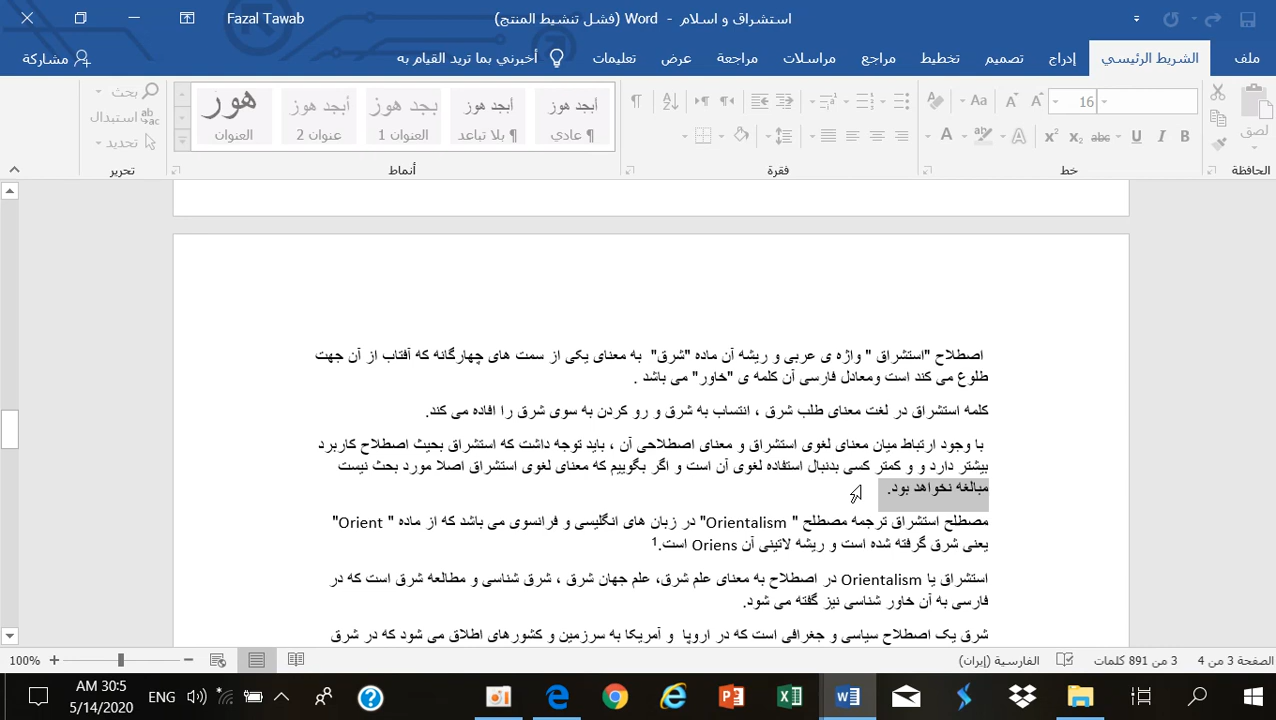 Fazal Tawab
استشراق و اسلام - Word (فشل تنشيط المنتج)
ملف
الشريط الرئيسي
إدراج
تصميم
تخطيط
مراجع
مراسلات
مراجعة
عرض
تعليمات
أخبرني بما تريد القيام به
مشاركة
لصق
الحافظة
16
Aa
B I U abc x₂ x² A
خط
فقرة
أبجد هوز
¶ عادي
أبجد هوز
¶ بلا تباعد
بجد هوز
العنوان 1
أبجد هوز
عنوان 2
هوز
العنوان
أنماط
بحث
استبدال
تحديد
تحرير
اصطلاح "استشراق " واژه ی عربی و ریشه آن ماده "شرق" به معنای یکی از سمت های چهارگانه که آفتاب از آن جهت
طلوع می کند است ومعادل فارسی آن کلمه ی "خاور" می باشد .
کلمه استشراق در لغت معنای طلب شرق ، انتساب به شرق و رو کردن به سوی شرق را افاده می کند.
با وجود ارتباط میان معنای لغوی استشراق و معنای اصطلاحی آن ، باید توجه داشت که استشراق بحیث اصطلاح کاربرد
بیشتر دارد و و کمتر کسی بدنبال استفاده لغوی آن است و اگر بگوییم که معنای لغوی استشراق اصلا مورد بحث نیست
مبالغه نخواهد بود.
مصطلح استشراق ترجمه مصطلح " Orientalism" در زبان های انگلیسی و فرانسوی می باشد که از ماده " Orient"
یعنی شرق گرفته شده است و ریشه لاتینی آن Oriens است.1
استشراق یا Orientalism در اصطلاح به معنای علم شرق، علم جهان شرق ، شرق شناسی و مطالعه شرق است که در
فارسی به آن خاور شناسی نیز گفته می شود.
شرق یک اصطلاح سیاسی و جغرافی است که در اروپا و آمریکا به سرزمین و کشورهای اطلاق می شود که در شرق
الصفحة 3 من 4
3 من 891 كلمات
الفارسية (إيران)
100%
AM 30:5
5/14/2020
ENG